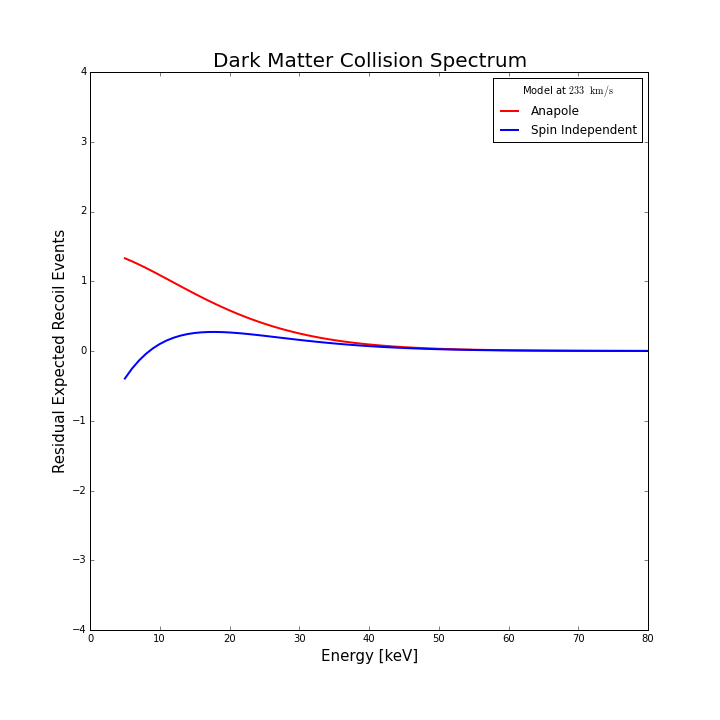 Dark Matter Collision Spectrum
Model at 233 km/s
Anapole
Spin Independent
Residual Expected Recoil Events
4
3
2
1
0
−1
−2
−3
−4
0 10 20 30 40 50 60 70 80
Energy [keV]